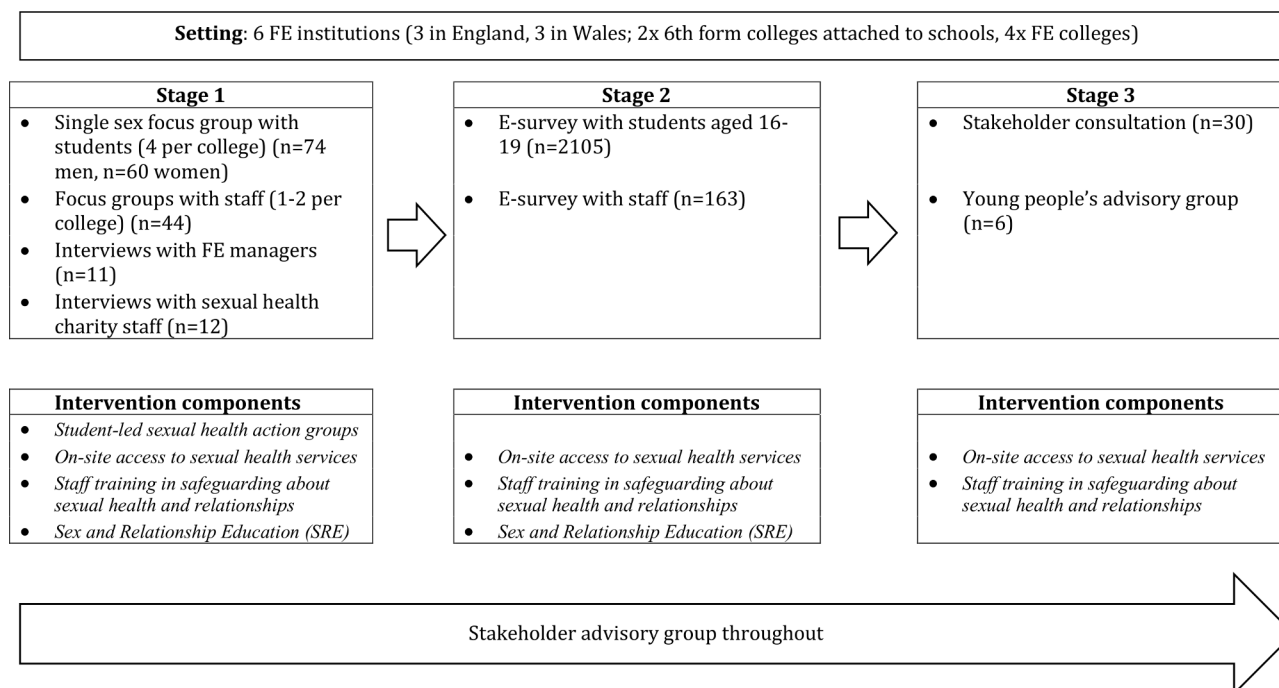 Setting: 6 FE institutions (3 in England, 3 in Wales; 2x 6th form colleges attached to schools, 4x FE colleges)
Stage 1
• Single sex focus group with
students (4 per college) (n=74
men, n=60 women)
• Focus groups with staff (1-2 per
college) (n=44)
• Interviews with FE managers
(n=11)
• Interviews with sexual health
charity staff (n=12)
Stage 2
• E-survey with students aged 16-
19 (n=2105)
• E-survey with staff (n=163)
Stage 3
• Stakeholder consultation (n=30)
• Young people’s advisory group
(n=6)
Intervention components
• Student-led sexual health action groups
• On-site access to sexual health services
• Staff training in safeguarding about
sexual health and relationships
• Sex and Relationship Education (SRE)
Intervention components
• On-site access to sexual health services
• Staff training in safeguarding about
sexual health and relationships
• Sex and Relationship Education (SRE)
Intervention components
• On-site access to sexual health services
• Staff training in safeguarding about
sexual health and relationships
Stakeholder advisory group throughout